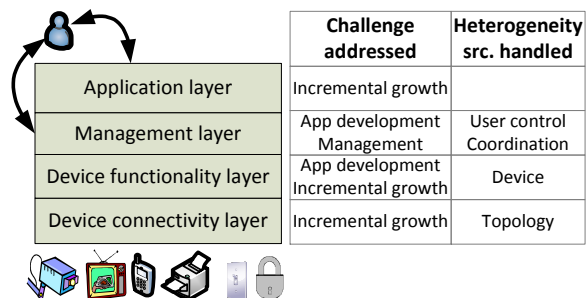 Challenge addressed
Heterogeneity src. handled
Application layer
Incremental growth
Management layer
App development
Management
User control
Coordination
Device functionality layer
App development
Incremental growth
Device
Device connectivity layer
Incremental growth
Topology